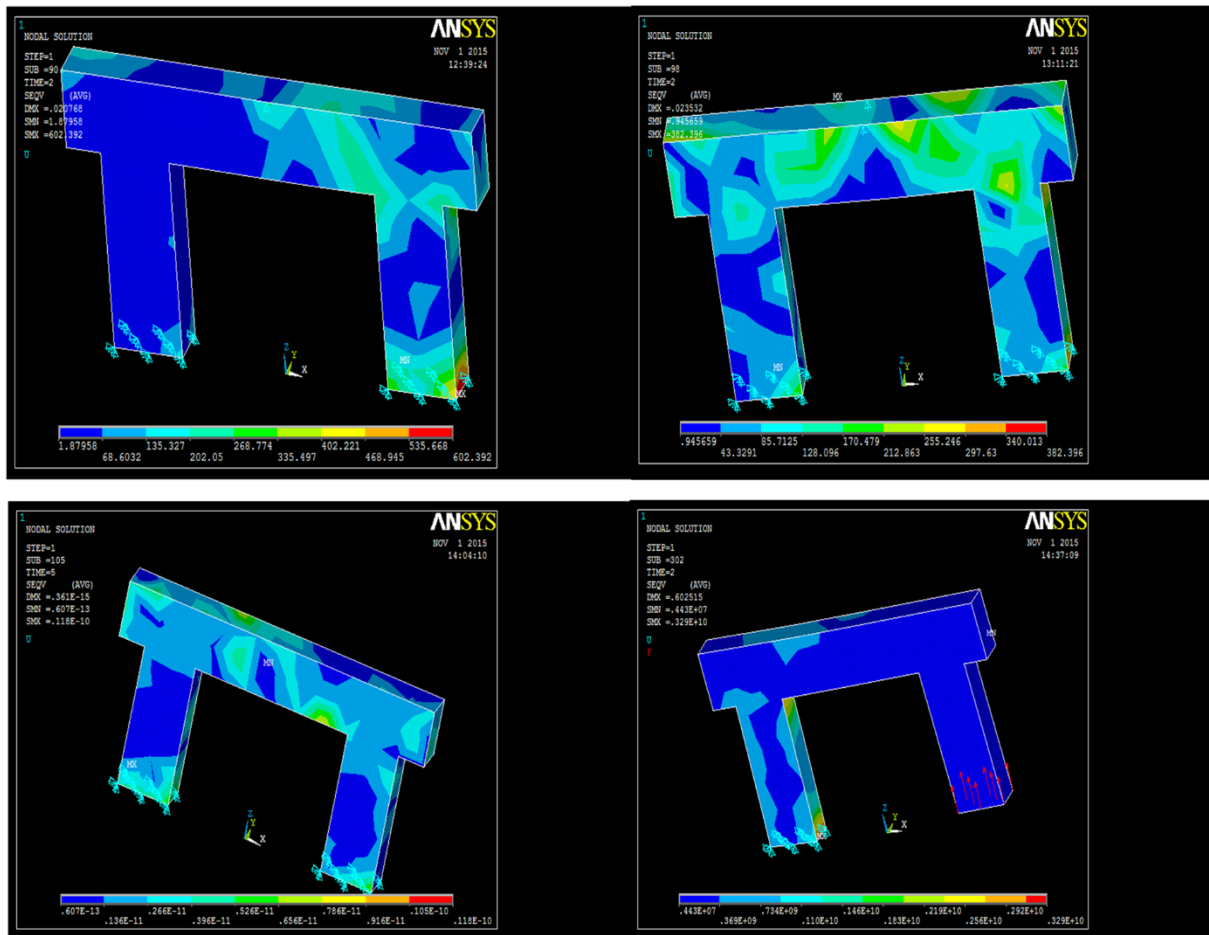 1
NODAL SOLUTION
STEP=1
SUB =90
TIME=2
SEQV (AVG)
DMX =.020768
SMN =1.87958
SMX =602.392
U
ANSYS
NOV 1 2015
12:39:24
MN
MX
Z
Y
X
1.87958 135.327 268.774 402.221 535.668
68.6032 202.05 335.497 468.945 602.392
1
NODAL SOLUTION
STEP=1
SUB =98
TIME=2
SEQV (AVG)
DMX =.023532
SMN =.945659
SMX =382.396
U
ANSYS
NOV 1 2015
13:11:21
MX
MN
Z
Y
X
.945659 85.7125 170.479 255.246 340.013
43.3291 128.096 212.863 297.63 382.396
1
NODAL SOLUTION
STEP=1
SUB =105
TIME=5
SEQV (AVG)
DMX =.361E-15
SMN =.607E-13
SMX =.118E-10
U
ANSYS
NOV 1 2015
14:04:10
MN
MX
Z
Y
X
.607E-13 .266E-11 .526E-11 .786E-11 .105E-10
.136E-11 .396E-11 .656E-11 .916E-11 .118E-10
1
NODAL SOLUTION
STEP=1
SUB =302
TIME=2
SEQV (AVG)
DMX =.602515
SMN =.443E+07
SMX =.329E+10
U
F
ANSYS
NOV 1 2015
14:37:09
MN
MX
Z
Y
X
.443E+07 .734E+09 .146E+10 .219E+10 .292E+10
.369E+09 .110E+10 .183E+10 .256E+10 .329E+10